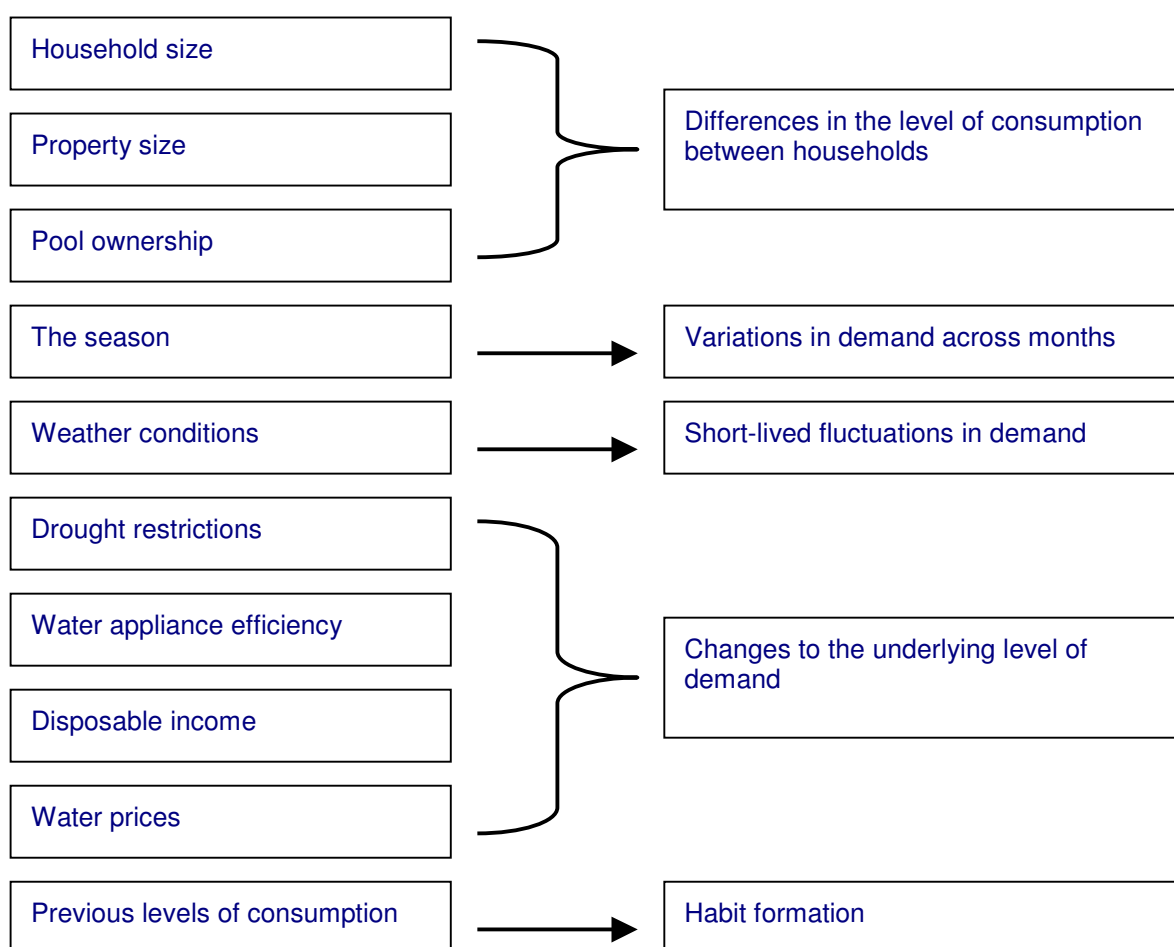 Household size
Property size
Pool ownership
Differences in the level of consumption
between households
The season
Variations in demand across months
Weather conditions
Short-lived fluctuations in demand
Drought restrictions
Water appliance efficiency
Disposable income
Water prices
Changes to the underlying level of
demand
Previous levels of consumption
Habit formation